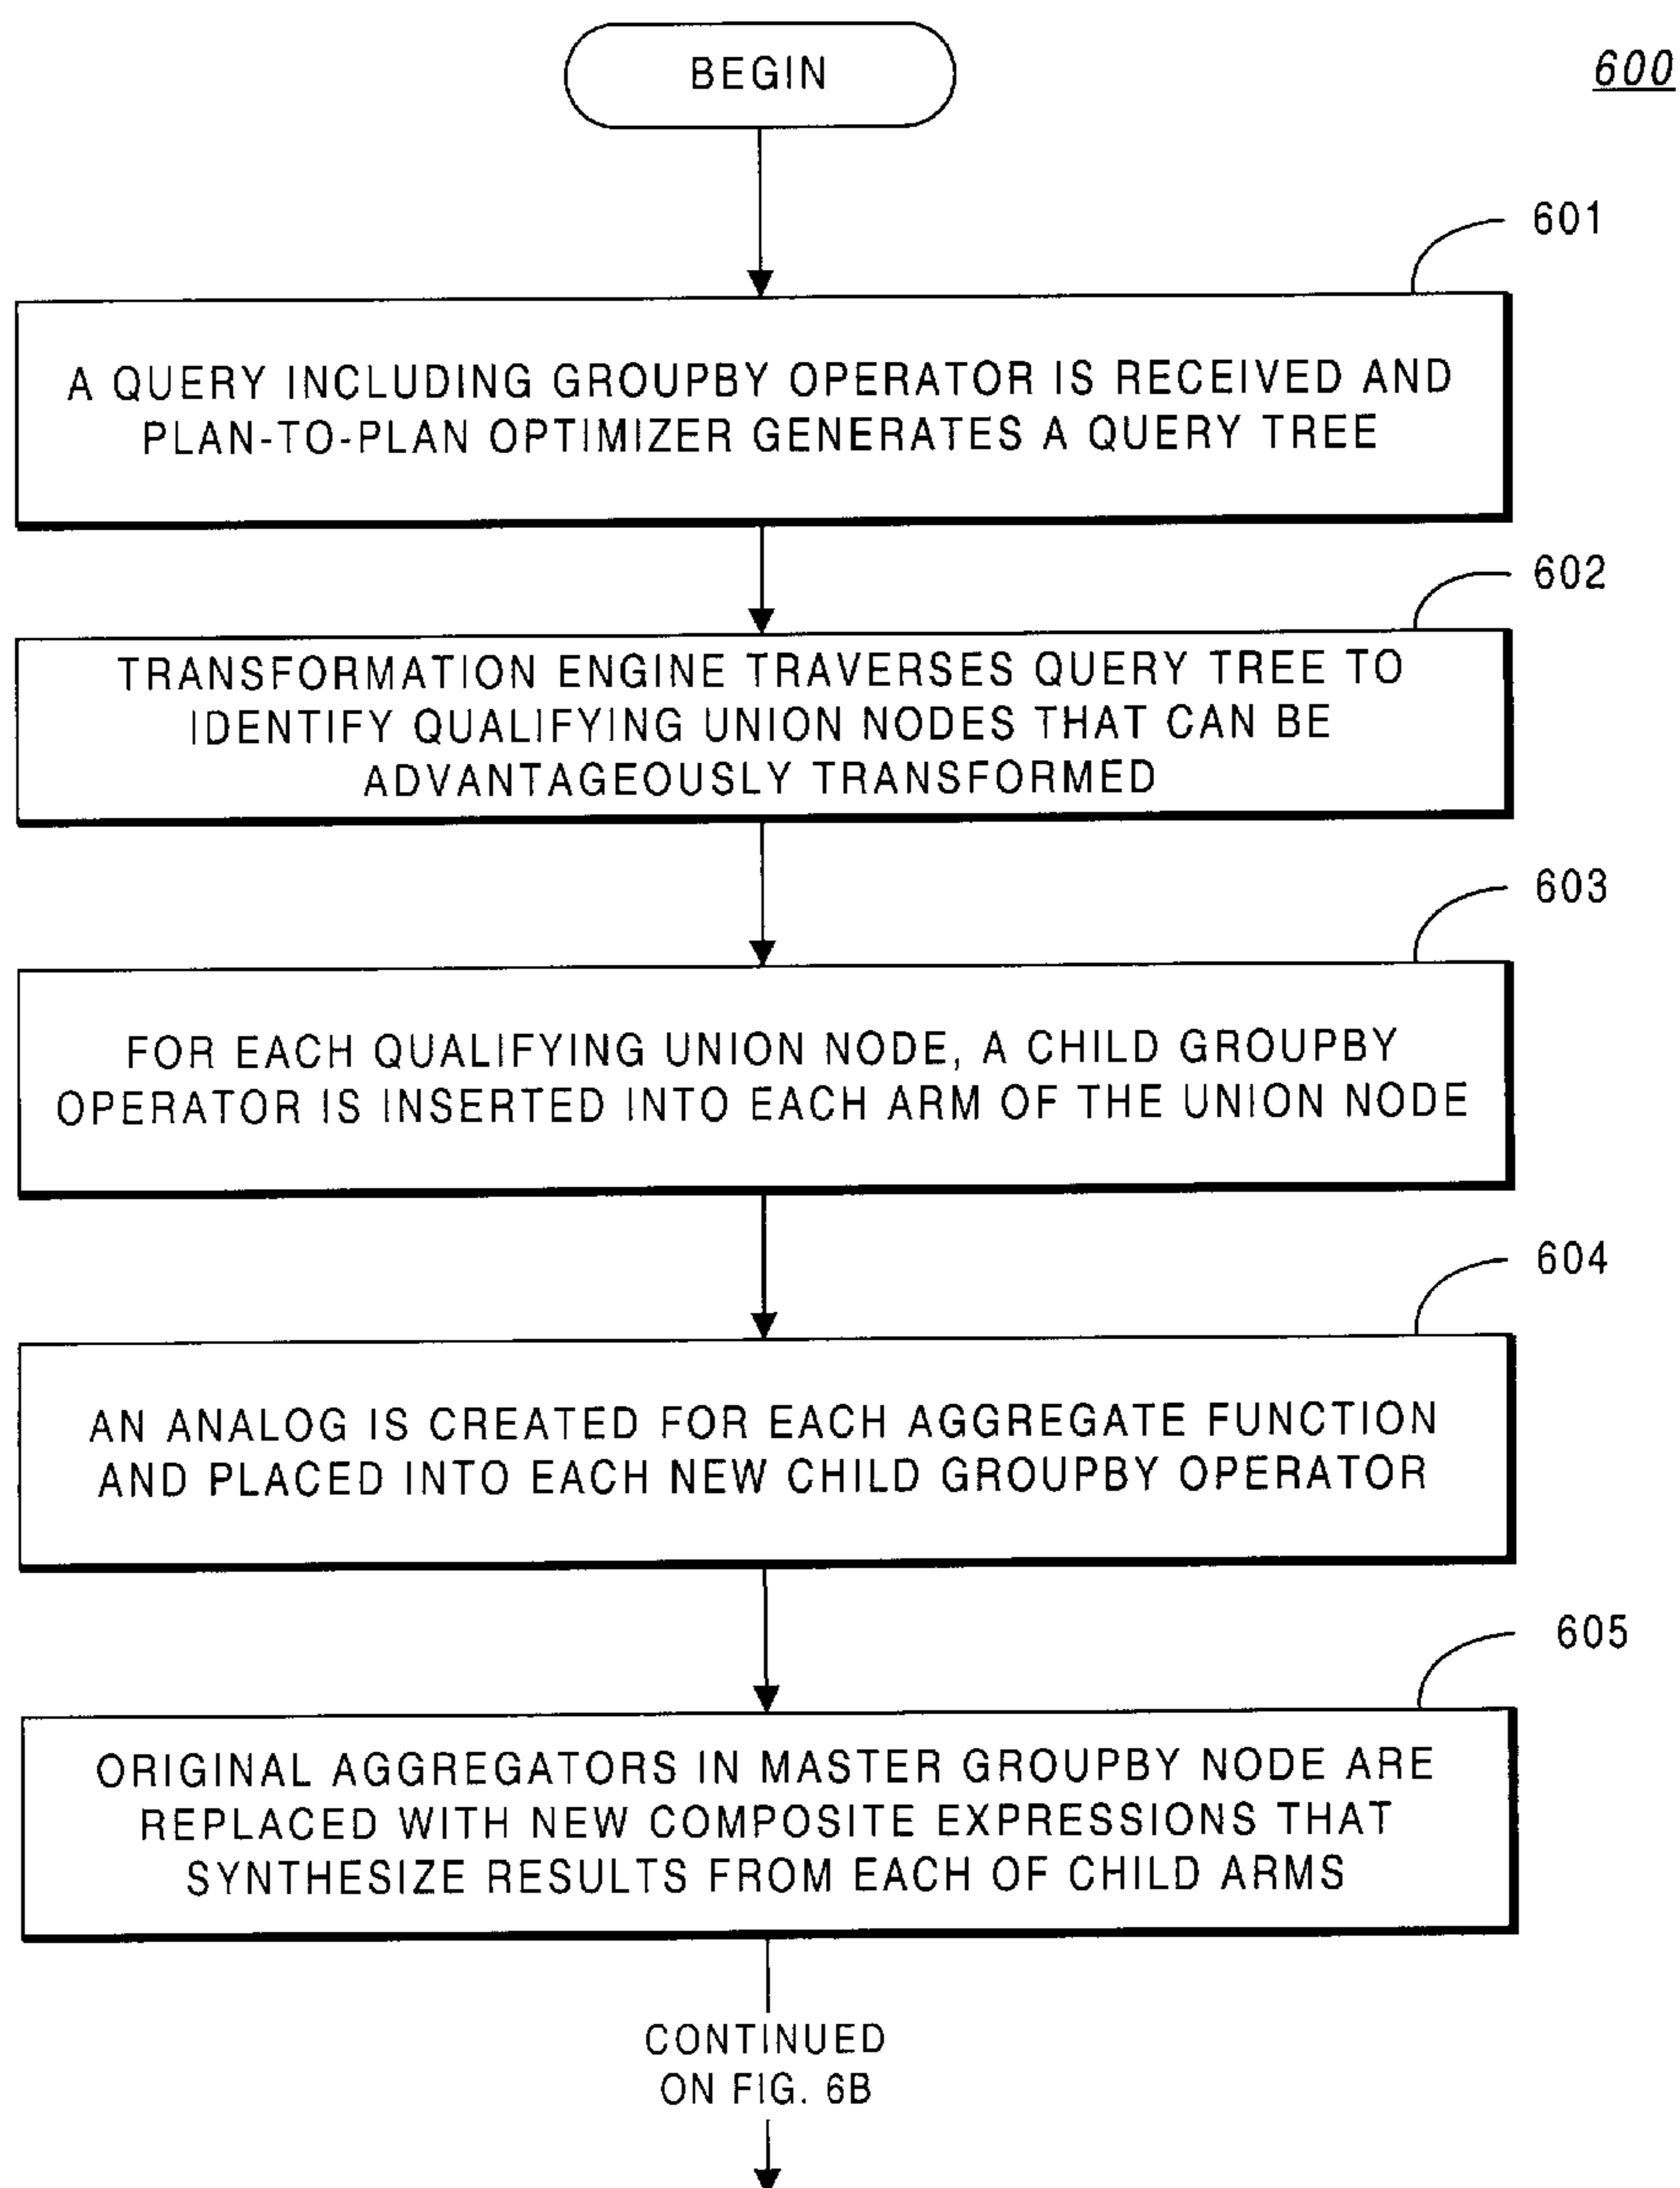 BEGIN
600
601
A QUERY INCLUDING GROUPBY OPERATOR IS RECEIVED AND
PLAN-TO-PLAN OPTIMIZER GENERATES A QUERY TREE
602
TRANSFORMATION ENGINE TRAVERSES QUERY TREE TO
IDENTIFY QUALIFYING UNION NODES THAT CAN BE
ADVANTAGEOUSLY TRANSFORMED
603
FOR EACH QUALIFYING UNION NODE, A CHILD GROUPBY
OPERATOR IS INSERTED INTO EACH ARM OF THE UNION NODE
604
AN ANALOG IS CREATED FOR EACH AGGREGATE FUNCTION
AND PLACED INTO EACH NEW CHILD GROUPBY OPERATOR
605
ORIGINAL AGGREGATORS IN MASTER GROUPBY NODE ARE
REPLACED WITH NEW COMPOSITE EXPRESSIONS THAT
SYNTHESIZE RESULTS FROM EACH OF CHILD ARMS
CONTINUED
ON FIG. 6B